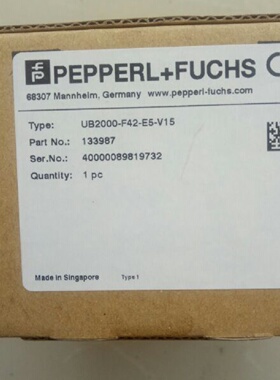 PEPPERL+FUCHS
68307 Mannheim, Germany www.pepperl-fuchs.com
Type: UB2000-F42-E5-V15
Part No.: 133987
Ser.No.: 40000089819732
Quantity: 1 pc
Made in Singapore Type 1